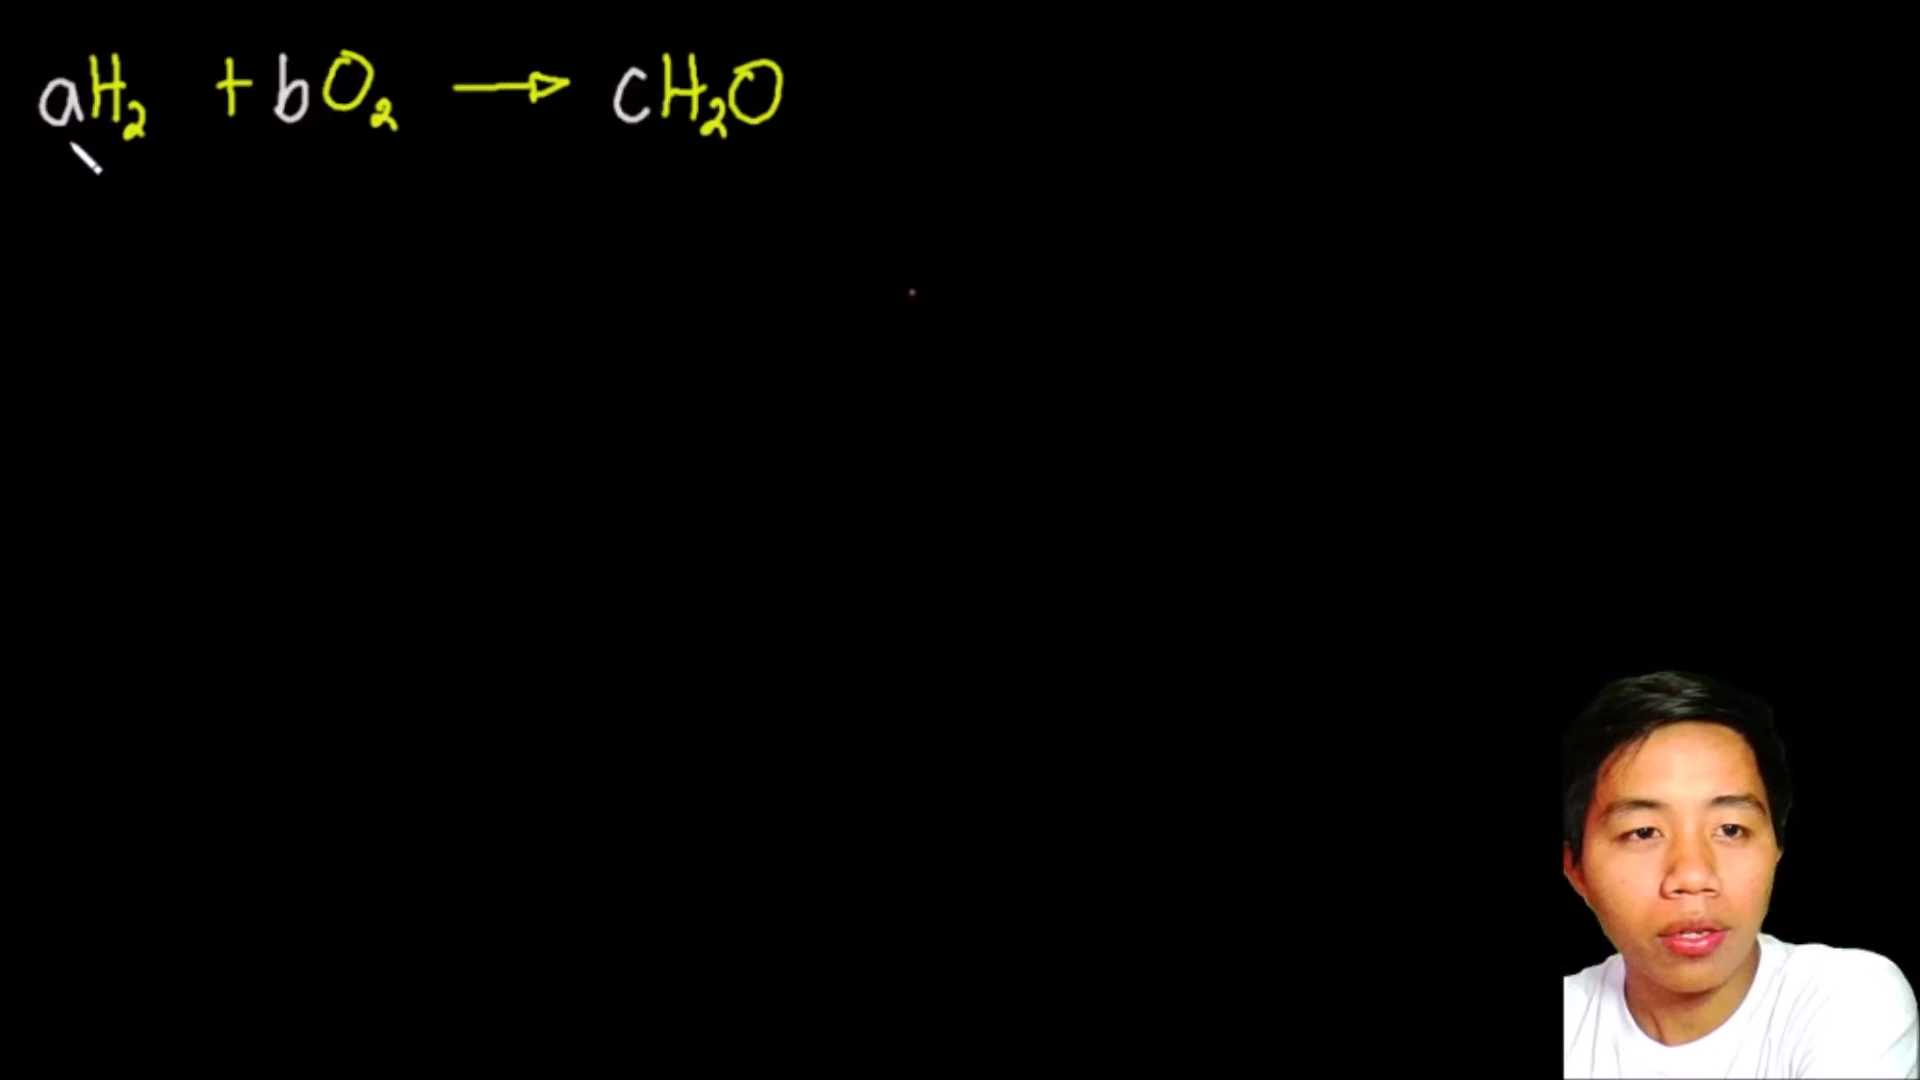 aH₂ + bO₂ → cH₂O